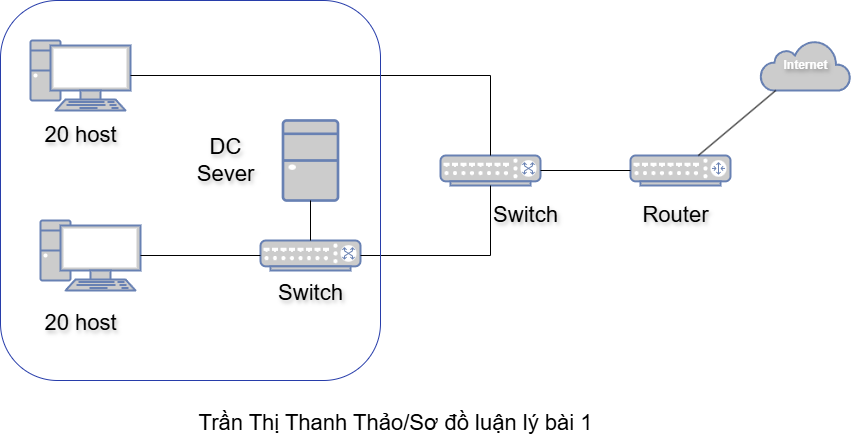 Internet
20 host
DC
Sever
Switch
Router
20 host
Switch
Trần Thị Thanh Thảo/Sơ đồ luận lý bài 1